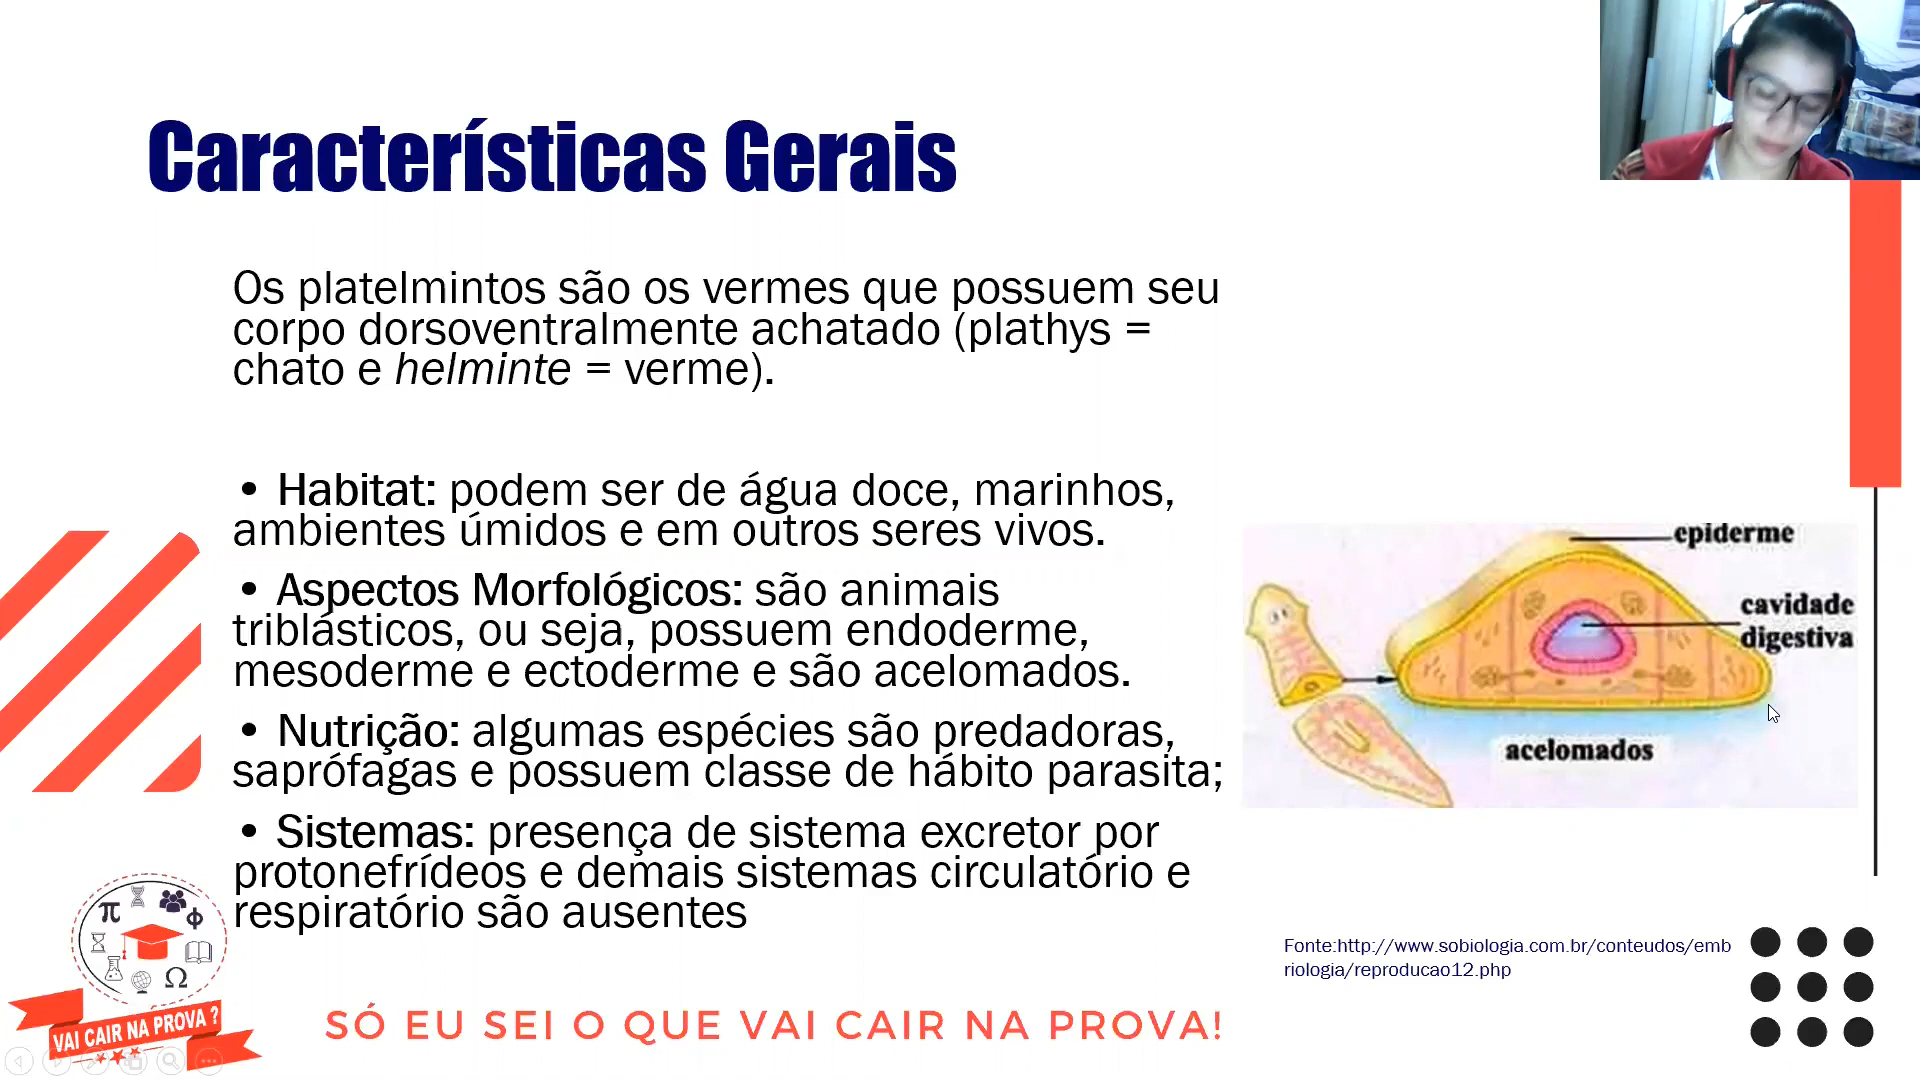 Características Gerais
Os platelmintos são os vermes que possuem seu
corpo dorsoventralmente achatado (plathys =
chato e helminte = verme).
• Habitat: podem ser de água doce, marinhos,
ambientes úmidos e em outros seres vivos.
• Aspectos Morfológicos: são animais
triblásticos, ou seja, possuem endoderme,
mesoderme e ectoderme e são acelomados.
• Nutrição: algumas espécies são predadoras,
saprófagas e possuem classe de hábito parasita;
• Sistemas: presença de sistema excretor por
protonefrídeos e demais sistemas circulatório e
respiratório são ausentes
epiderme
cavidade
digestiva
acelomados
Fonte:http://www.sobiologia.com.br/conteudos/emb
riologia/reproducao12.php
π
Φ
Ω
VAI CAIR NA PROVA ?
SÓ EU SEI O QUE VAI CAIR NA PROVA!